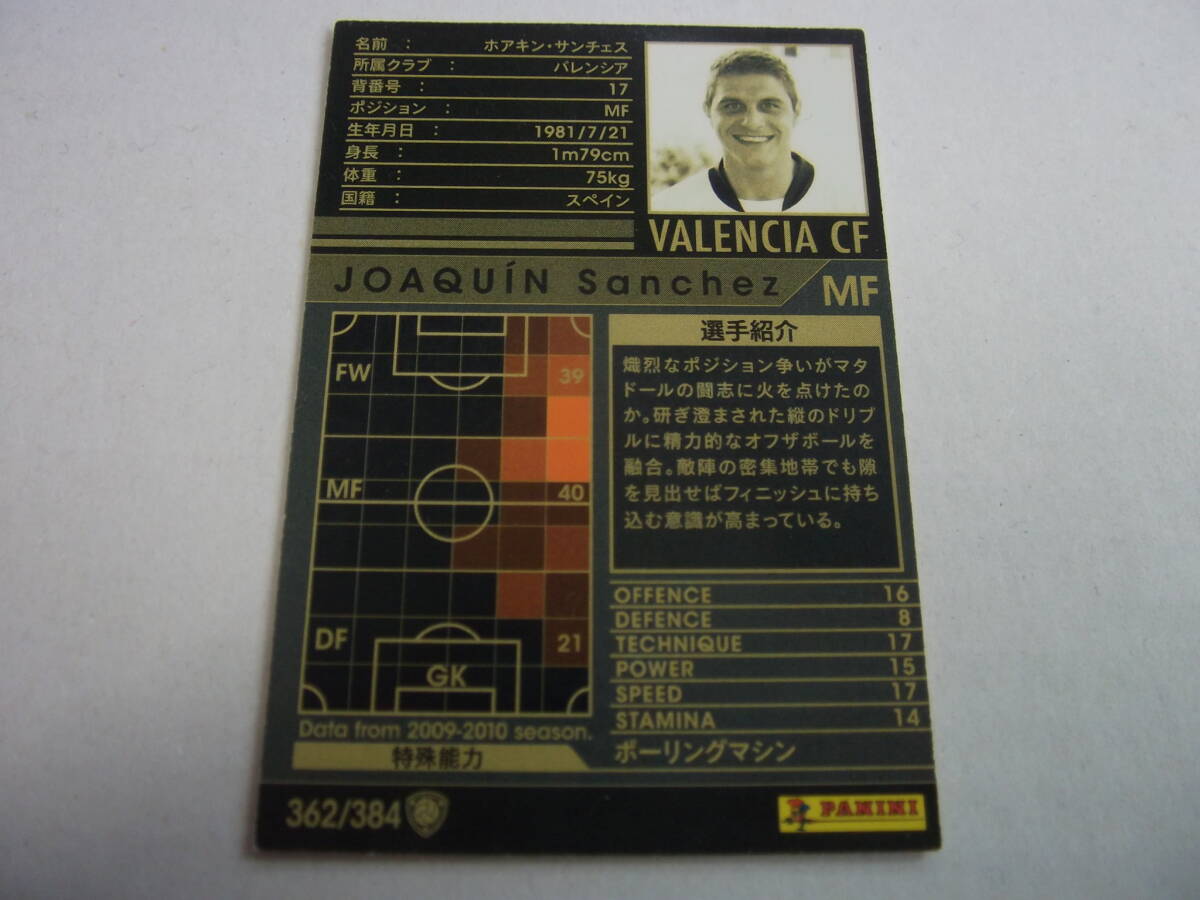 名前 : ホアキン・サンチェス
所属クラブ : バレンシア
背番号 : 17
ポジション : MF
生年月日 : 1981/7/21
身長 : 1m79cm
体重 : 75kg
国籍 : スペイン
VALENCIA CF
JOAQUÍN Sanchez MF
FW 39
MF 40
DF 21
GK
Data from 2009-2010 season.
選手紹介
熾烈なポジション争いがマタ
ドールの闘志に火を点けたの
か。研ぎ澄まされた縦のドリブ
ルに精力的なオフザボールを
融合。敵陣の密集地帯でも隙
を見出せばフィニッシュに持ち
込む意識が高まっている。
OFFENCE 16
DEFENCE 8
TECHNIQUE 17
POWER 15
SPEED 17
STAMINA 14
特殊能力 ボーリングマシン
362/384
PANINI